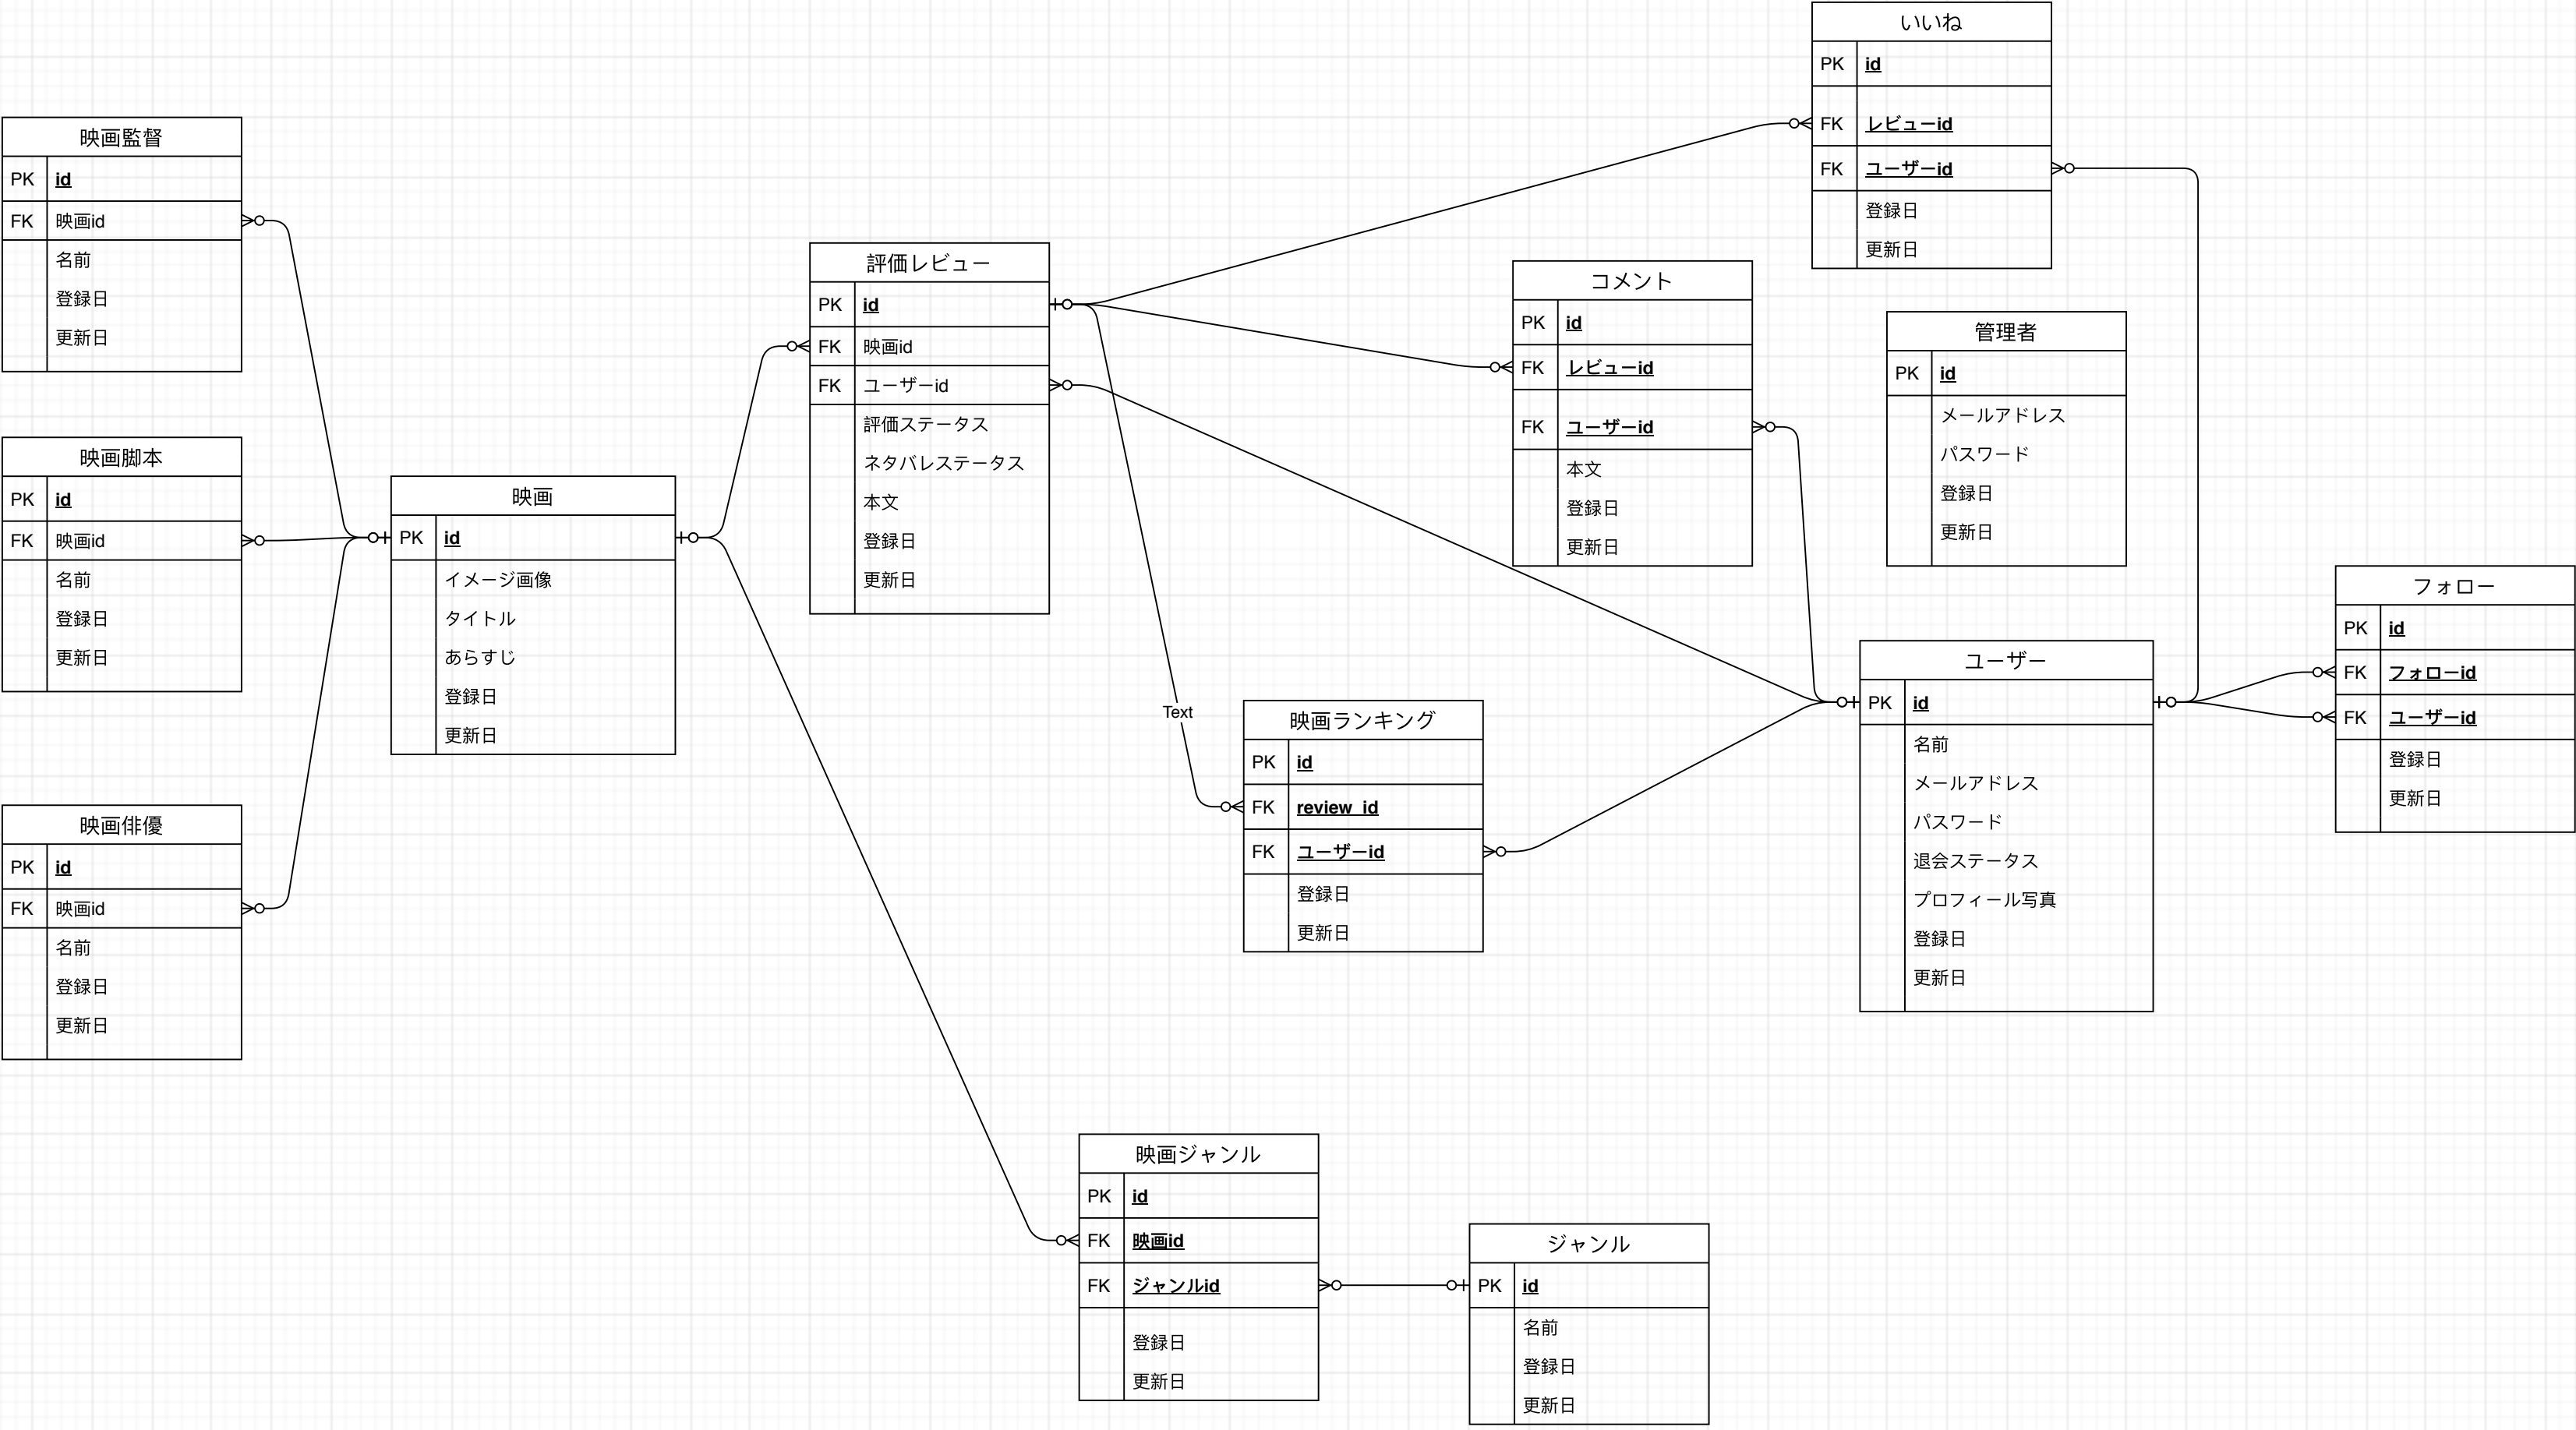 いいね
PK id
FK レビューid
FK ユーザーid
登録日
更新日
映画監督
PK id
FK 映画id
名前
登録日
更新日
評価レビュー
PK id
FK 映画id
FK ユーザーid
評価ステータス
ネタバレステータス
本文
登録日
更新日
コメント
PK id
FK レビューid
FK ユーザーid
本文
登録日
更新日
管理者
PK id
メールアドレス
パスワード
登録日
更新日
映画脚本
PK id
FK 映画id
名前
登録日
更新日
映画
PK id
イメージ画像
タイトル
あらすじ
登録日
更新日
フォロー
PK id
FK フォローid
FK ユーザーid
登録日
更新日
ユーザー
PK id
名前
メールアドレス
パスワード
退会ステータス
プロフィール写真
登録日
更新日
Text
映画ランキング
PK id
FK review_id
FK ユーザーid
登録日
更新日
映画俳優
PK id
FK 映画id
名前
登録日
更新日
映画ジャンル
PK id
FK 映画id
FK ジャンルid
登録日
更新日
ジャンル
PK id
名前
登録日
更新日